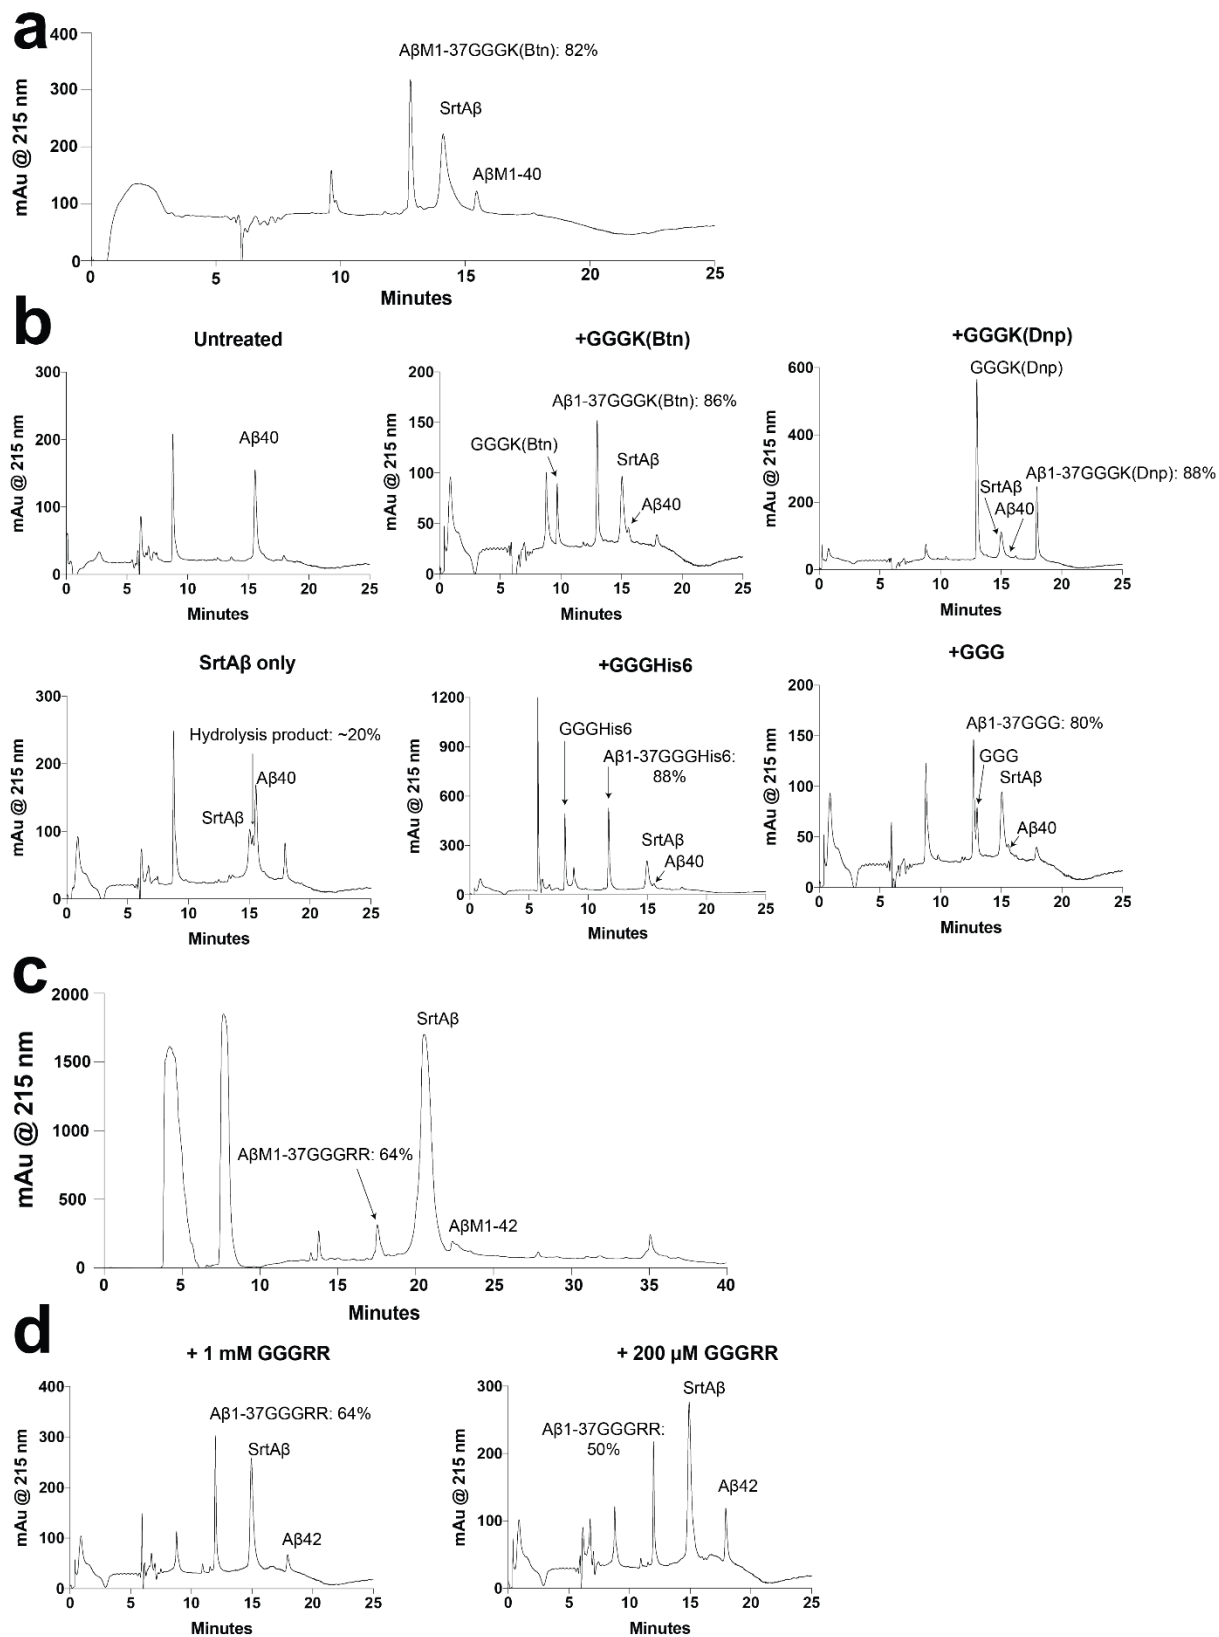 a
400
300
200
100
0
mAu @ 215 nm
AβM1-37GGGK(Btn): 82%
SrtAβ
AβM1-40
0 5 10 15 20 25
Minutes
b
Untreated
300
200
100
0
mAu @ 215 nm
Aβ40
0 5 10 15 20 25
Minutes
+GGGK(Btn)
200
150
100
50
0
mAu @ 215 nm
Aβ1-37GGGK(Btn): 86%
GGGK(Btn)
SrtAβ
Aβ40
0 5 10 15 20 25
Minutes
+GGGK(Dnp)
600
400
200
0
mAu @ 215 nm
GGGK(Dnp)
Aβ1-37GGGK(Dnp): 88%
SrtAβ
Aβ40
0 5 10 15 20 25
Minutes
SrtAβ only
300
200
100
0
mAu @ 215 nm
Hydrolysis product: ~20%
Aβ40
SrtAβ
0 5 10 15 20 25
Minutes
+GGGHis6
1200
900
600
300
0
mAu @ 215 nm
GGGHis6
Aβ1-37GGGHis6:
88%
SrtAβ
Aβ40
0 5 10 15 20 25
Minutes
+GGG
200
150
100
50
0
mAu @ 215 nm
Aβ1-37GGG: 80%
GGG
SrtAβ
Aβ40
0 5 10 15 20 25
Minutes
c
2000
1500
1000
500
0
mAu @ 215 nm
SrtAβ
AβM1-37GGGRR: 64%
AβM1-42
0 5 10 15 20 25 30 35 40
Minutes
d
+ 1 mM GGGRR
400
300
200
100
0
mAu @ 215 nm
Aβ1-37GGGRR: 64%
SrtAβ
Aβ42
0 5 10 15 20 25
Minutes
+ 200 µM GGGRR
300
200
100
0
mAu @ 215 nm
SrtAβ
Aβ1-37GGGRR:
50%
Aβ42
0 5 10 15 20 25
Minutes